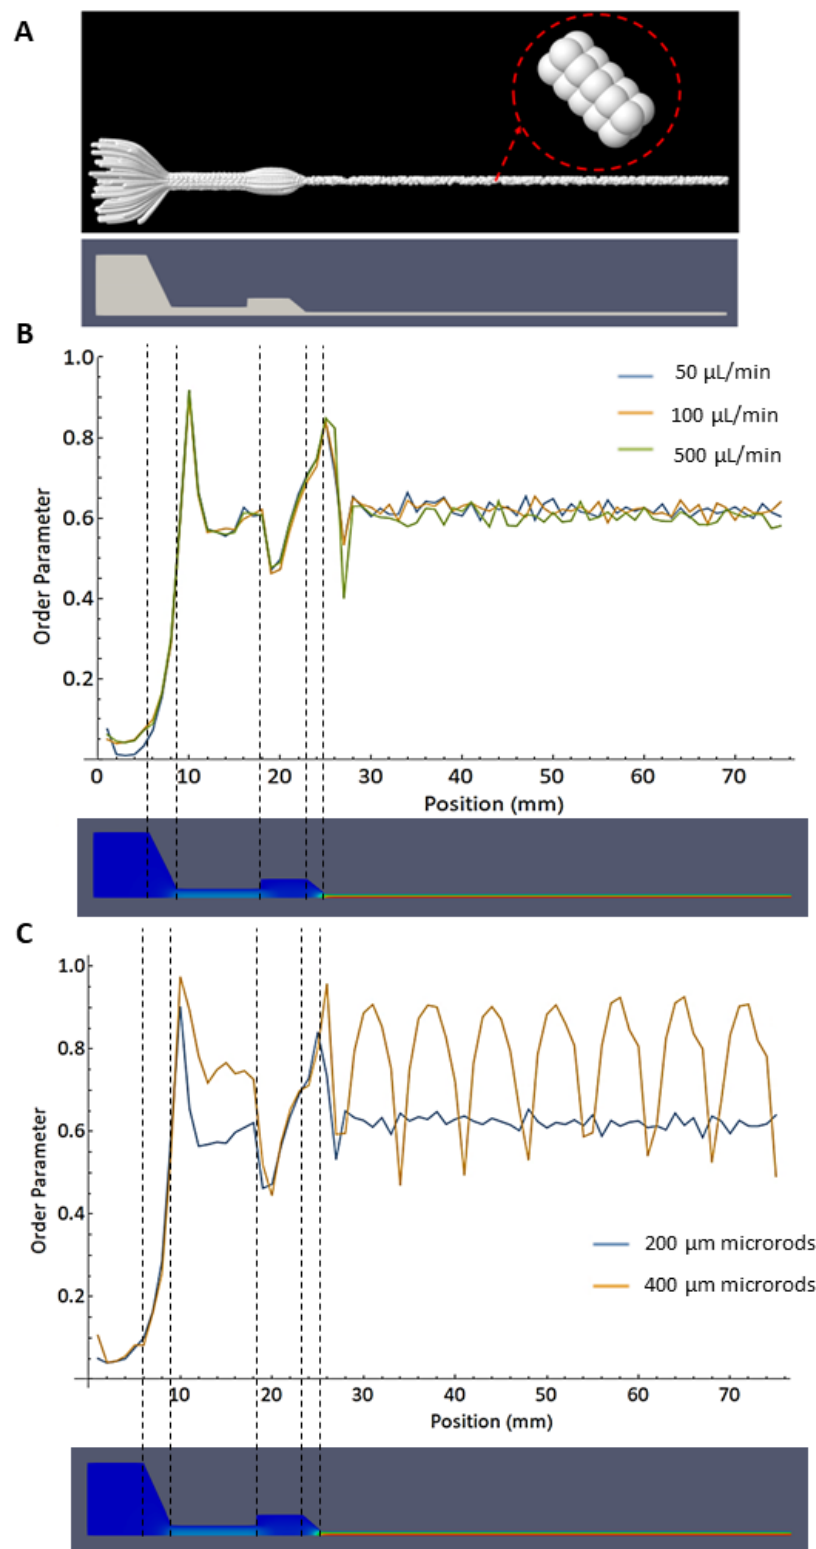 A
B
1.0
0.8
0.6
0.4
0.2
Order Parameter
50 µL/min
100 µL/min
500 µL/min
0 10 20 30 40 50 60 70
Position (mm)
C
1.0
0.8
0.6
0.4
0.2
Order Parameter
200 µm microrods
400 µm microrods
10 20 30 40 50 60 70
Position (mm)